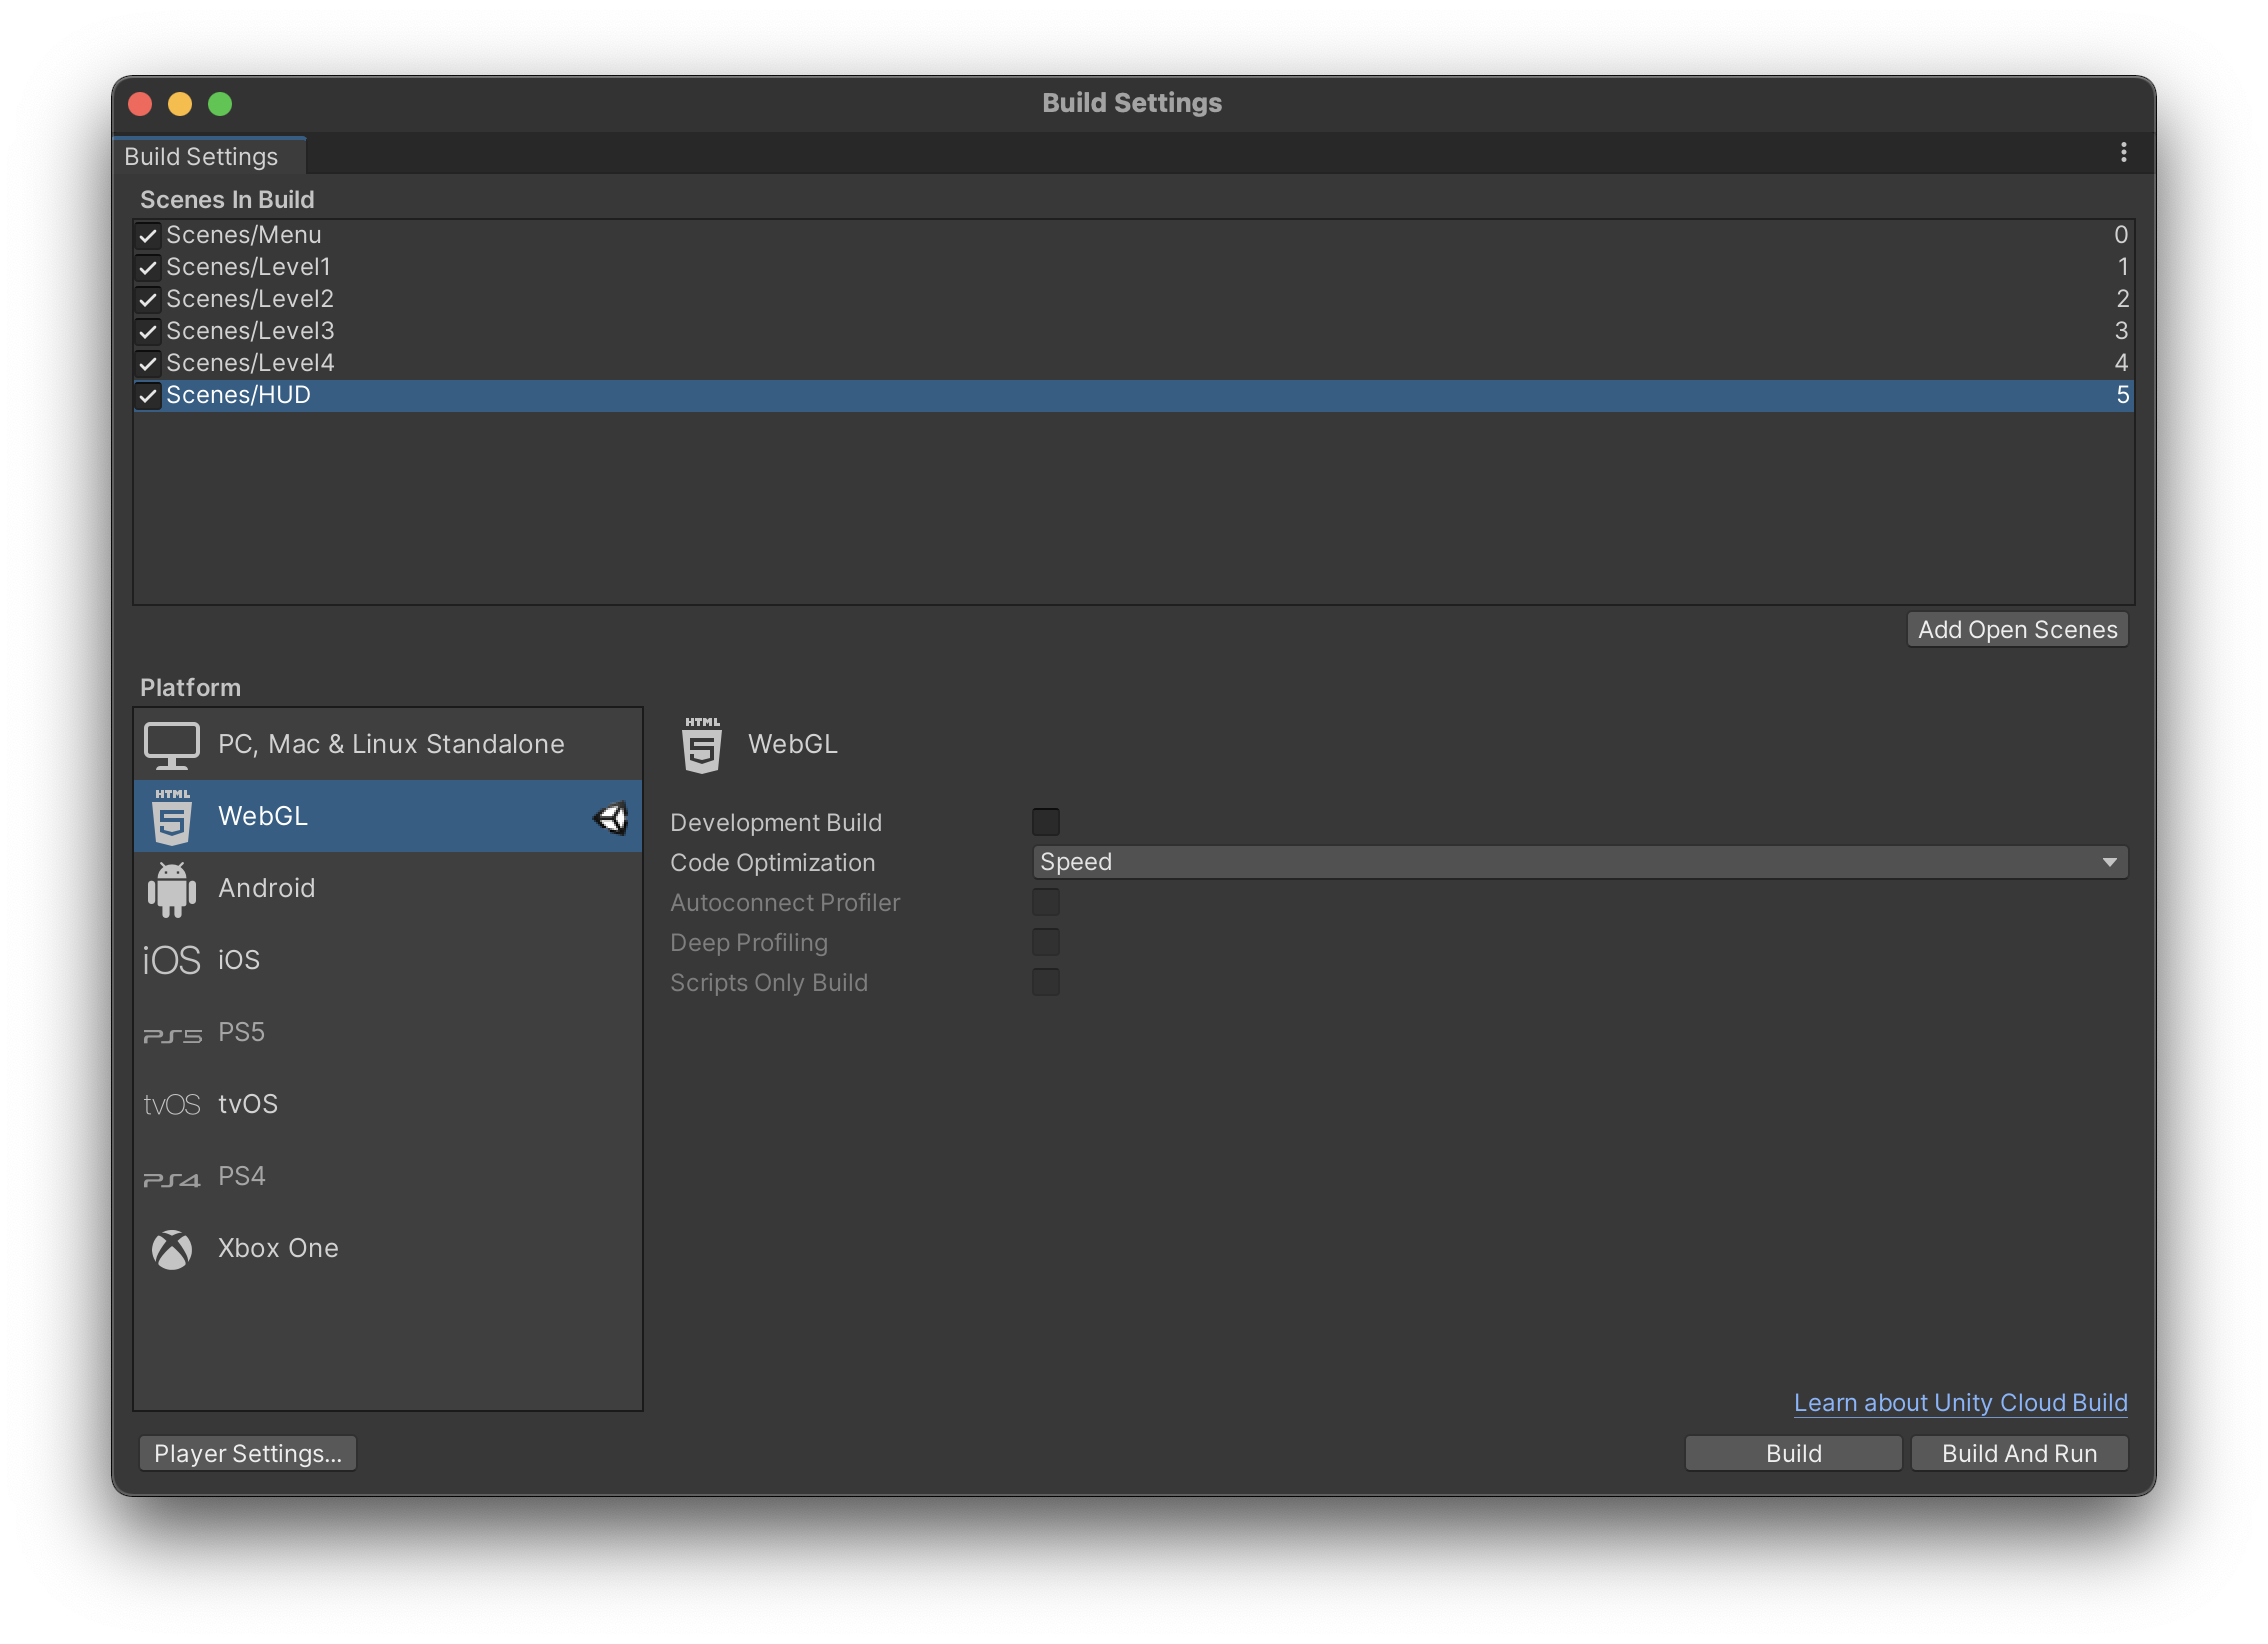 Build Settings
Build Settings
Scenes In Build
Scenes/Menu 0
Scenes/Level1 1
Scenes/Level2 2
Scenes/Level3 3
Scenes/Level4 4
Scenes/HUD 5
Add Open Scenes
Platform
PC, Mac & Linux Standalone
HTML 5 WebGL
Android
iOS iOS
PS5 PS5
tvOS tvOS
PS4 PS4
Xbox One
HTML 5 WebGL
Development Build
Code Optimization Speed
Autoconnect Profiler
Deep Profiling
Scripts Only Build
Learn about Unity Cloud Build
Player Settings... Build Build And Run